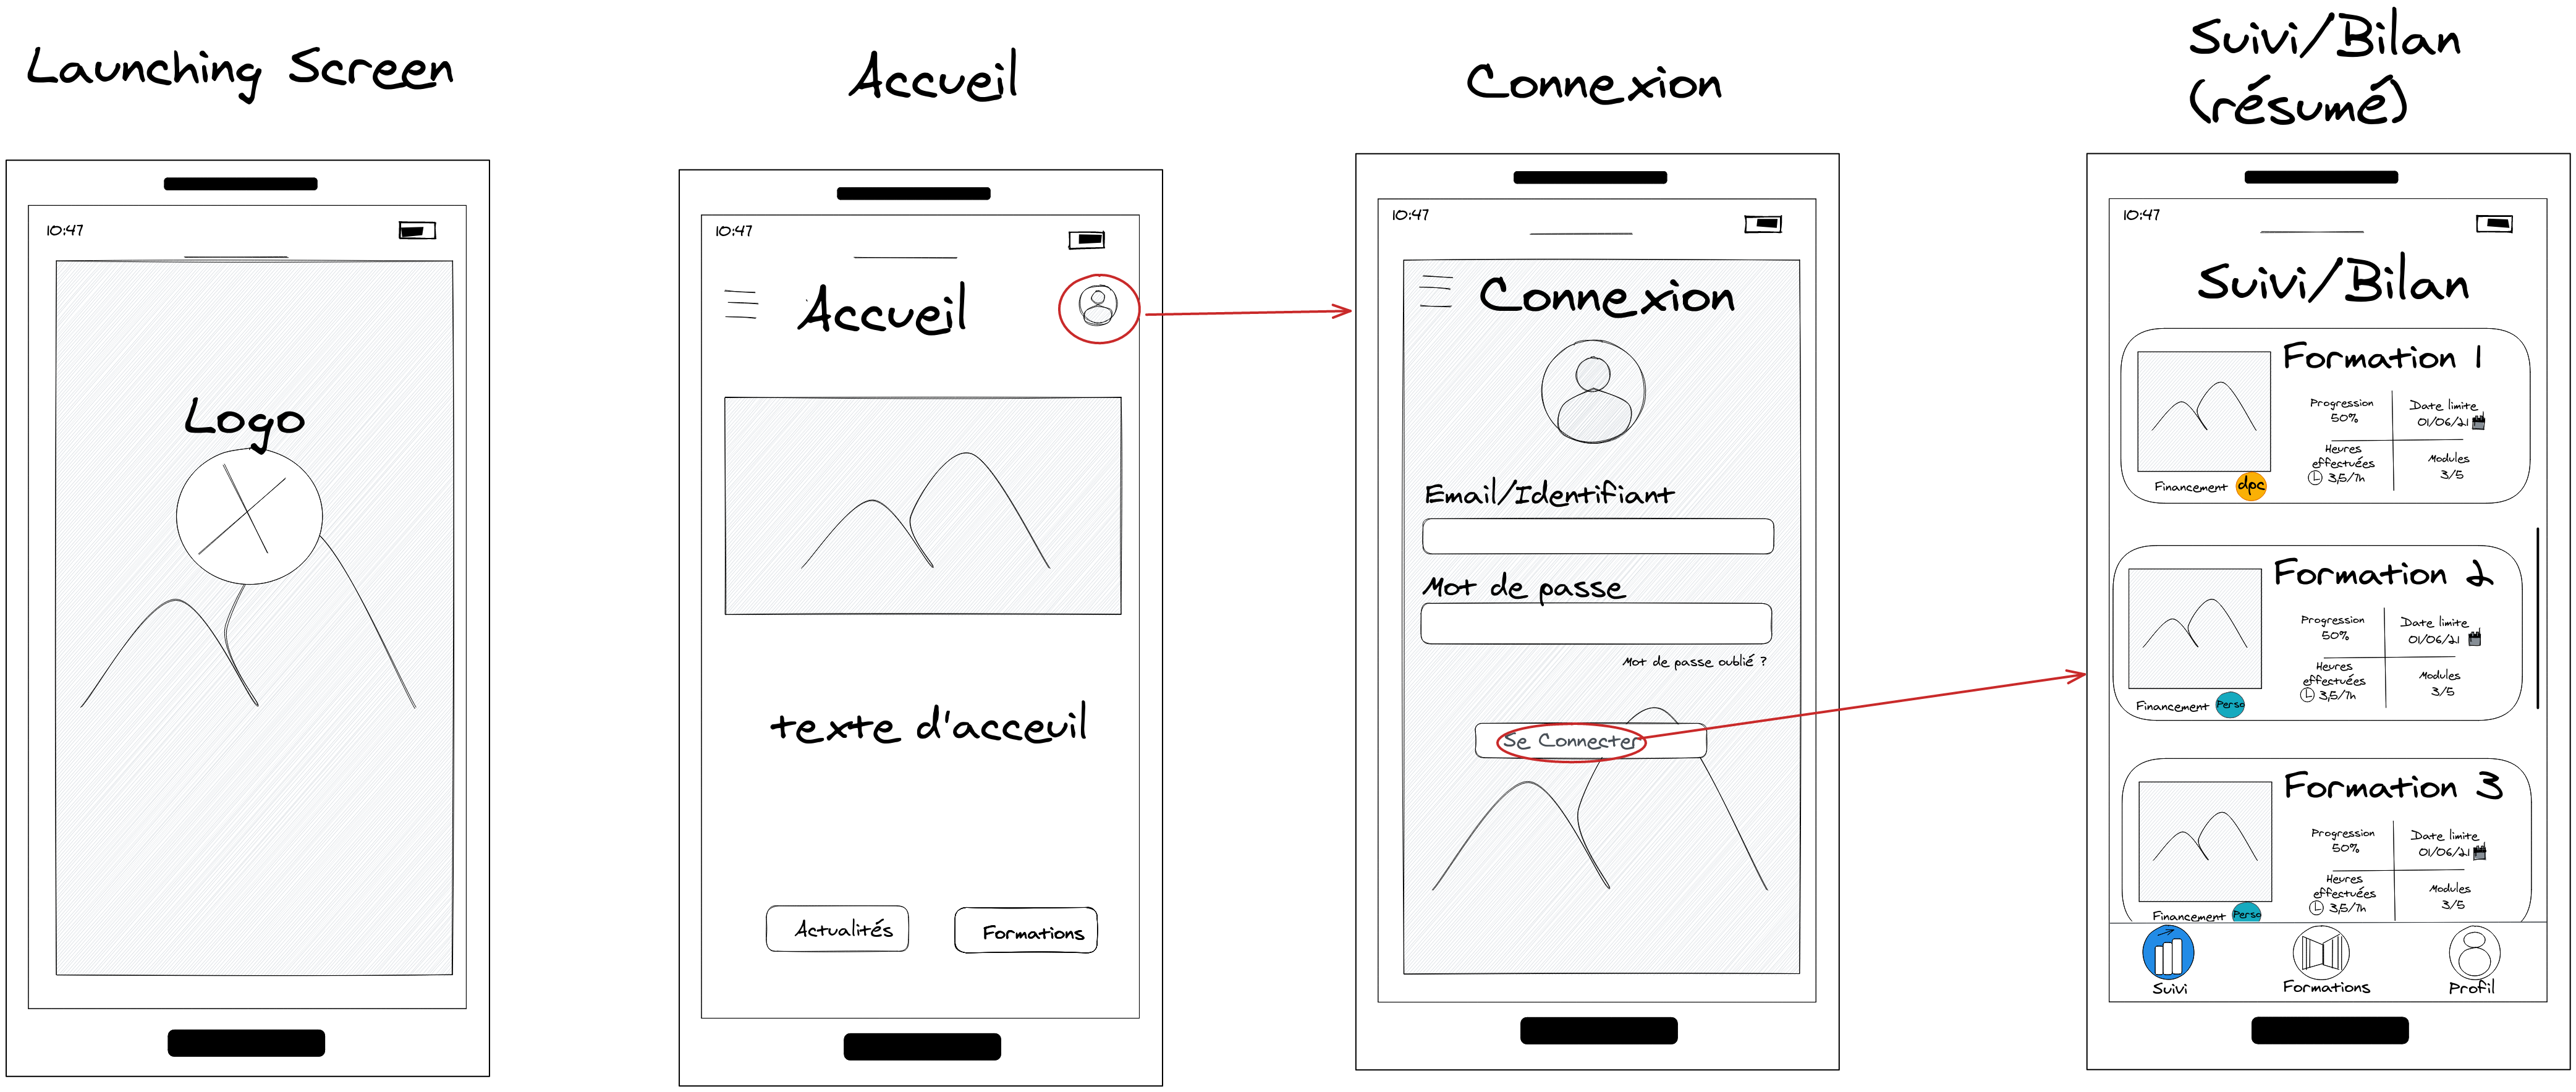 Launching Screen
10:47
Logo
Accueil
10:47
Accueil
texte d'acceuil
Actualités
Formations
Connexion
10:47
Connexion
Email/Identifiant
Mot de passe
Mot de passe oublié ?
Se Connecter
Suivi/Bilan
(résumé)
10:47
Suivi/Bilan
Formation 1
Progression
50%
Date limite
01/06/21
Heures
effectuées
3,5/7h
Modules
3/5
Financement dpc
Formation 2
Progression
50%
Date limite
01/06/21
Heures
effectuées
3,5/7h
Modules
3/5
Financement Perso
Formation 3
Progression
50%
Date limite
01/06/21
Heures
effectuées
3,5/7h
Modules
3/5
Financement Perso
Suivi
Formations
Profil